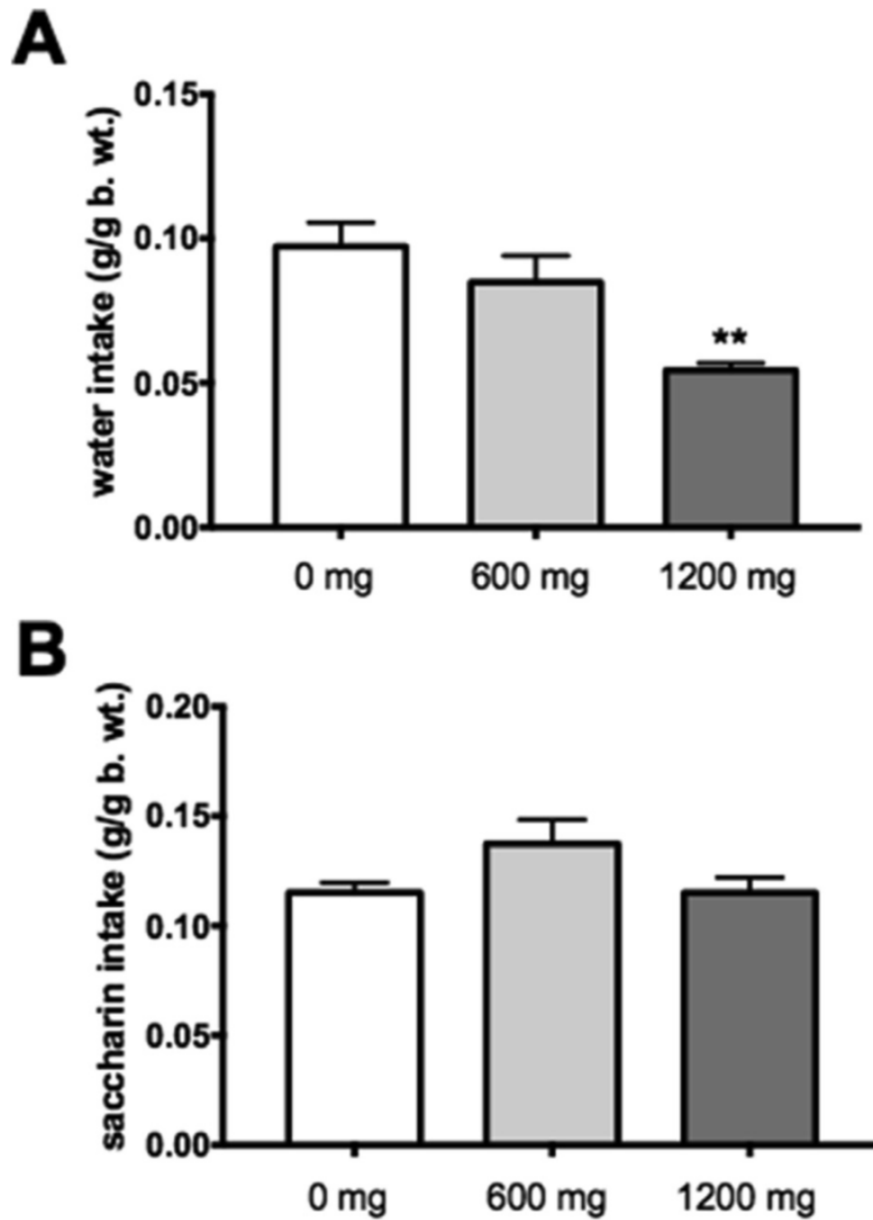 A
water intake (g/g b. wt.)
0.15
0.10
0.05
0.00
**
0 mg 600 mg 1200 mg
B
saccharin intake (g/g b. wt.)
0.20
0.15
0.10
0.05
0.00
0 mg 600 mg 1200 mg